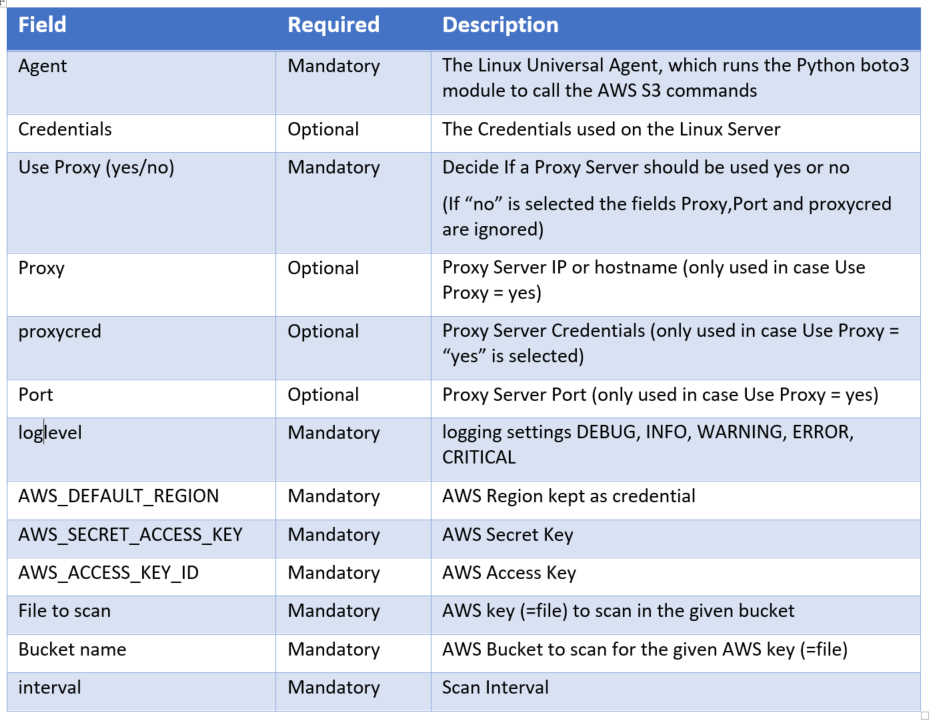 Field Required Description
Agent Mandatory The Linux Universal Agent, which runs the Python boto3
module to call the AWS S3 commands
Credentials Optional The Credentials used on the Linux Server
Use Proxy (yes/no) Mandatory Decide If a Proxy Server should be used yes or no
(If “no” is selected the fields Proxy,Port and proxycred
are ignored)
Proxy Optional Proxy Server IP or hostname (only used in case Use
Proxy = yes)
proxycred Optional Proxy Server Credentials (only used in case Use Proxy =
“yes” is selected)
Port Optional Proxy Server Port (only used in case Use Proxy = yes)
loglevel Mandatory logging settings DEBUG, INFO, WARNING, ERROR,
CRITICAL
AWS_DEFAULT_REGION Mandatory AWS Region kept as credential
AWS_SECRET_ACCESS_KEY Mandatory AWS Secret Key
AWS_ACCESS_KEY_ID Mandatory AWS Access Key
File to scan Mandatory AWS key (=file) to scan in the given bucket
Bucket name Mandatory AWS Bucket to scan for the given AWS key (=file)
interval Mandatory Scan Interval